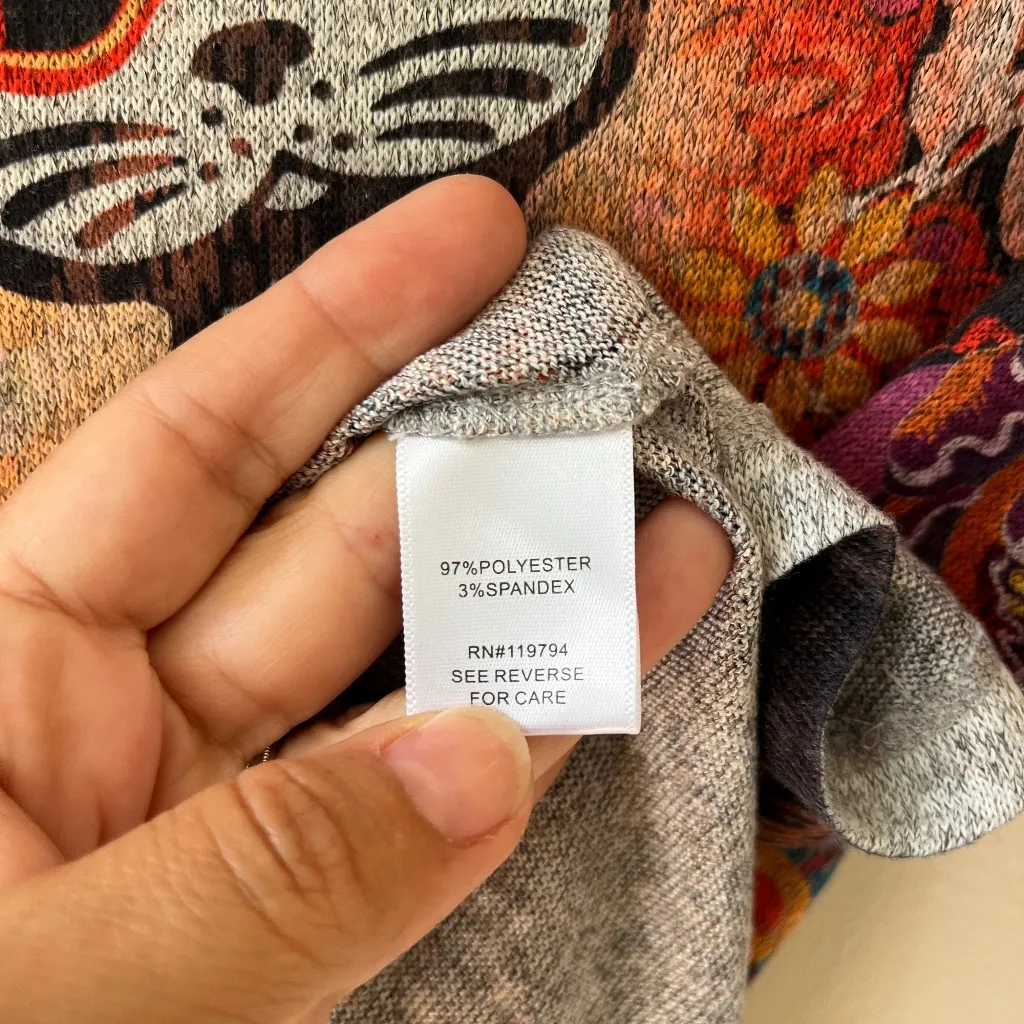 97%POLYESTER
3%SPANDEX
RN#119794
SEE REVERSE
FOR CARE